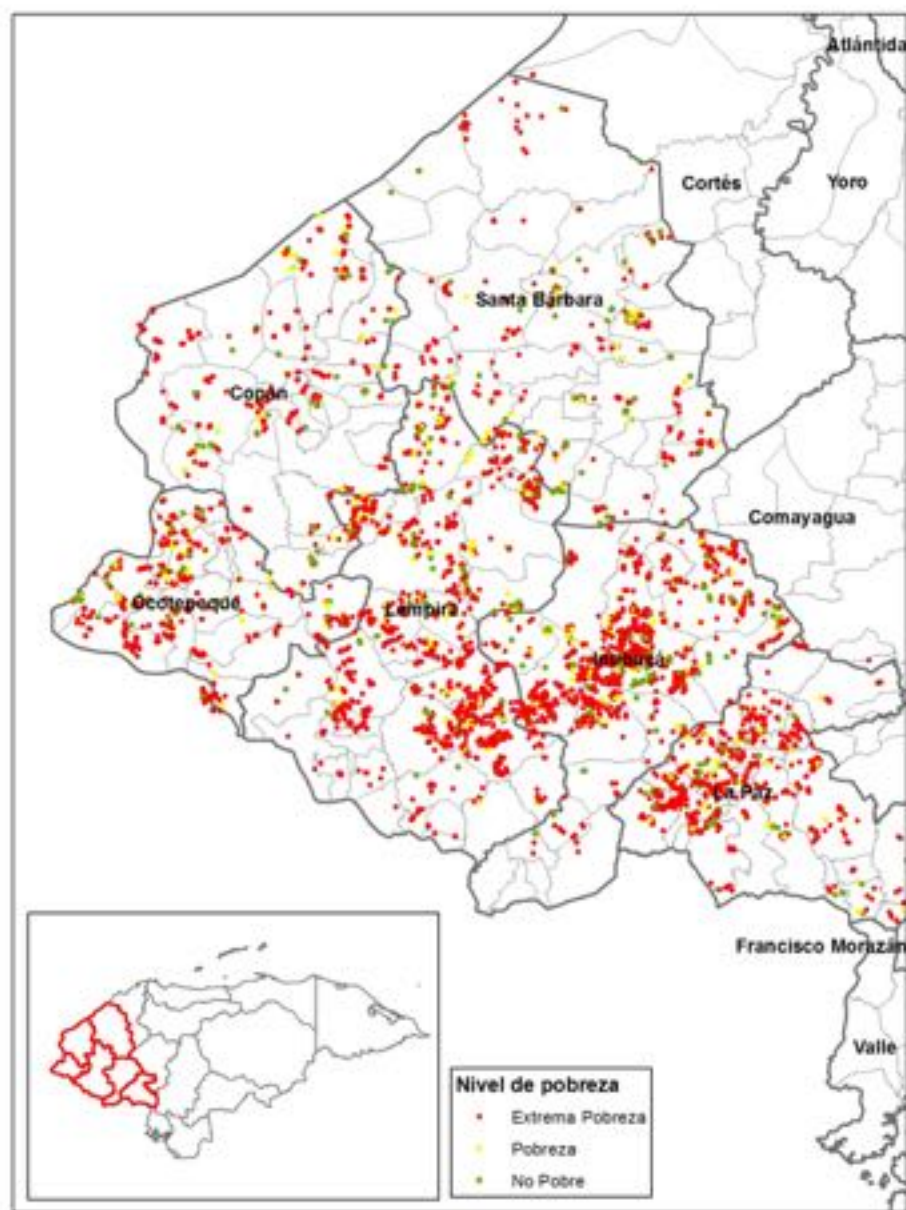 Atlántida
Cortés
Yoro
Santa Bárbara
Copán
Comayagua
Ocotepeque
Lempira
Intibucá
La Paz
Francisco Morazán
Valle
Nivel de pobreza
Extrema Pobreza
Pobreza
No Pobre